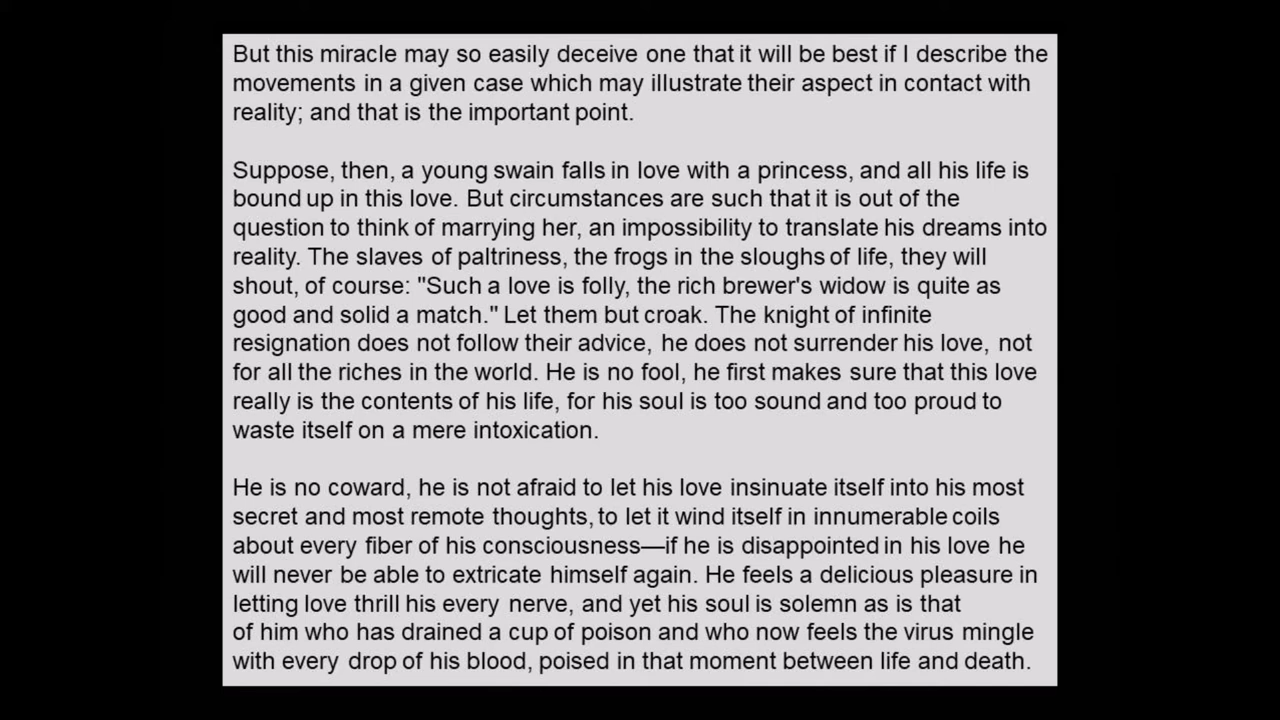 But this miracle may so easily deceive one that it will be best if I describe the
movements in a given case which may illustrate their aspect in contact with
reality; and that is the important point.
Suppose, then, a young swain falls in love with a princess, and all his life is
bound up in this love. But circumstances are such that it is out of the
question to think of marrying her, an impossibility to translate his dreams into
reality. The slaves of paltriness, the frogs in the sloughs of life, they will
shout, of course: "Such a love is folly, the rich brewer's widow is quite as
good and solid a match." Let them but croak. The knight of infinite
resignation does not follow their advice, he does not surrender his love, not
for all the riches in the world. He is no fool, he first makes sure that this love
really is the contents of his life, for his soul is too sound and too proud to
waste itself on a mere intoxication.
He is no coward, he is not afraid to let his love insinuate itself into his most
secret and most remote thoughts, to let it wind itself in innumerable coils
about every fiber of his consciousness—if he is disappointed in his love he
will never be able to extricate himself again. He feels a delicious pleasure in
letting love thrill his every nerve, and yet his soul is solemn as is that
of him who has drained a cup of poison and who now feels the virus mingle
with every drop of his blood, poised in that moment between life and death.